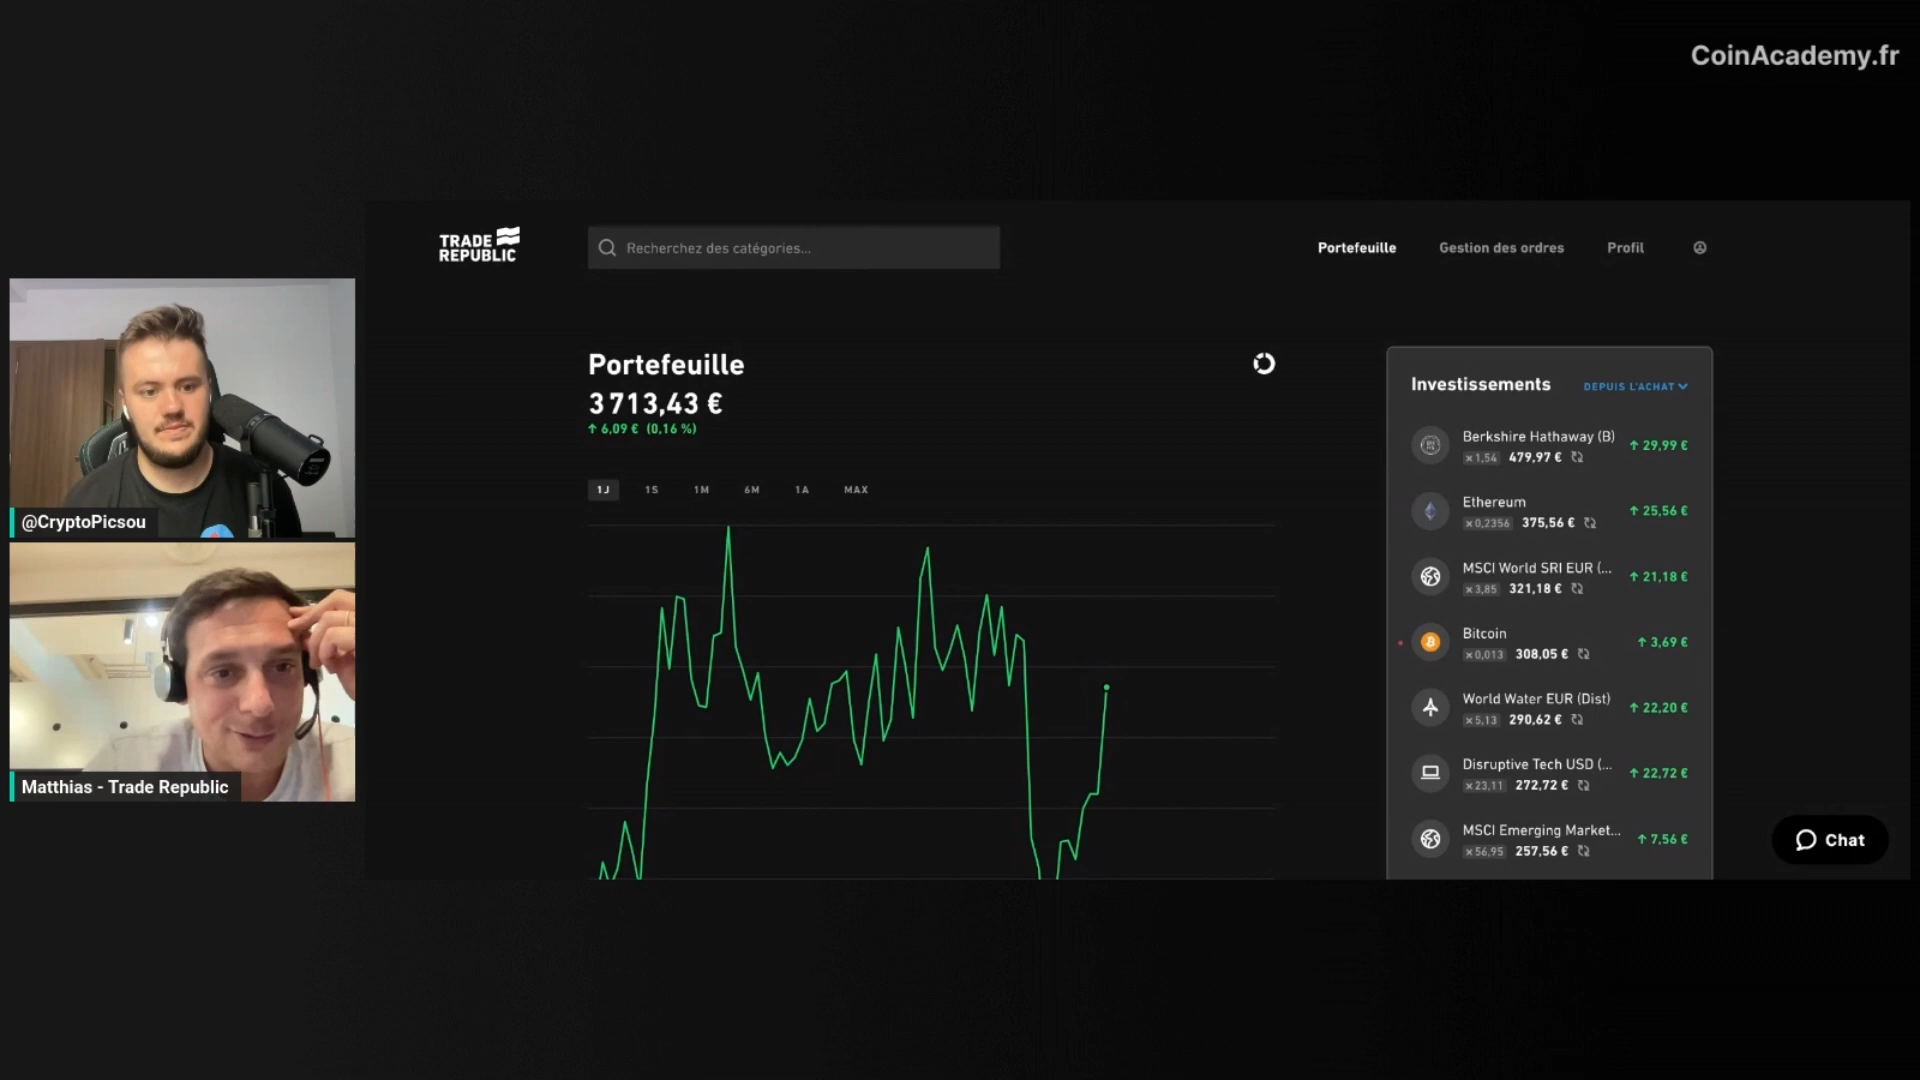 CoinAcademy.fr
TRADE
REPUBLIC
Recherchez des catégories...
Portefeuille
Gestion des ordres
Profil
@CryptoPicsou
Matthias - Trade Republic
Portefeuille
3 713,43 €
↑ 6,09 € (0,16 %)
1J 1S 1M 6M 1A MAX
Investissements
DEPUIS L'ACHAT
Berkshire Hathaway (B)
×1,54 479,97 €
↑ 29,99 €
Ethereum
×0,2356 375,56 €
↑ 25,56 €
MSCI World SRI EUR (...
×3,85 321,18 €
↑ 21,18 €
Bitcoin
×0,013 308,05 €
↑ 3,69 €
World Water EUR (Dist)
×5,13 290,62 €
↑ 22,20 €
Disruptive Tech USD (...
×23,11 272,72 €
↑ 22,72 €
MSCI Emerging Market...
×56,95 257,56 €
↑ 7,56 €
Chat